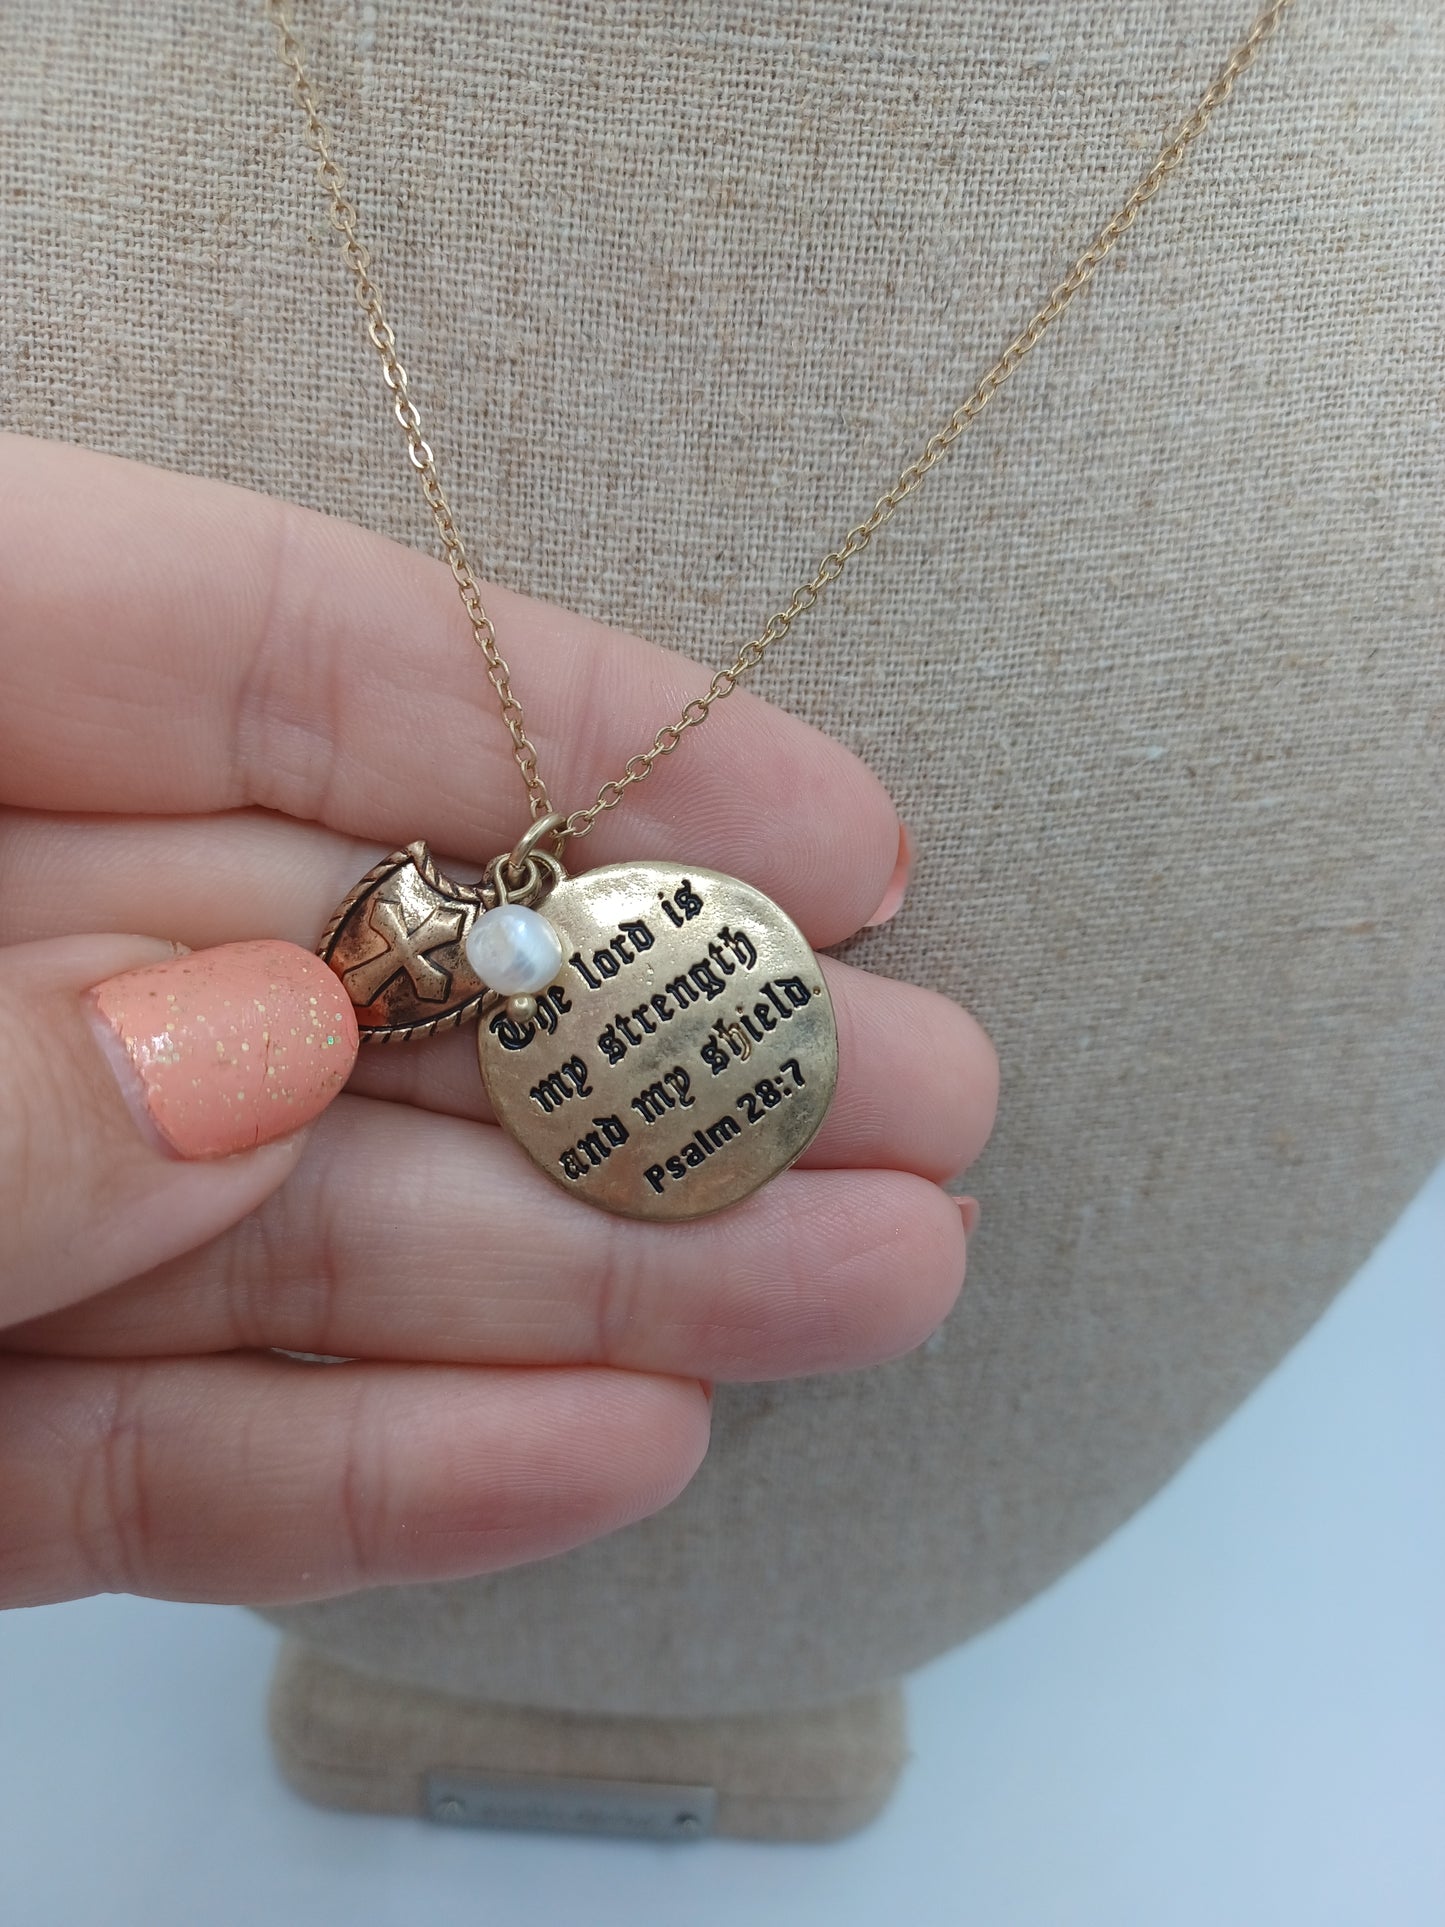 The lord is
my strength
and my shield.
Psalm 28:7